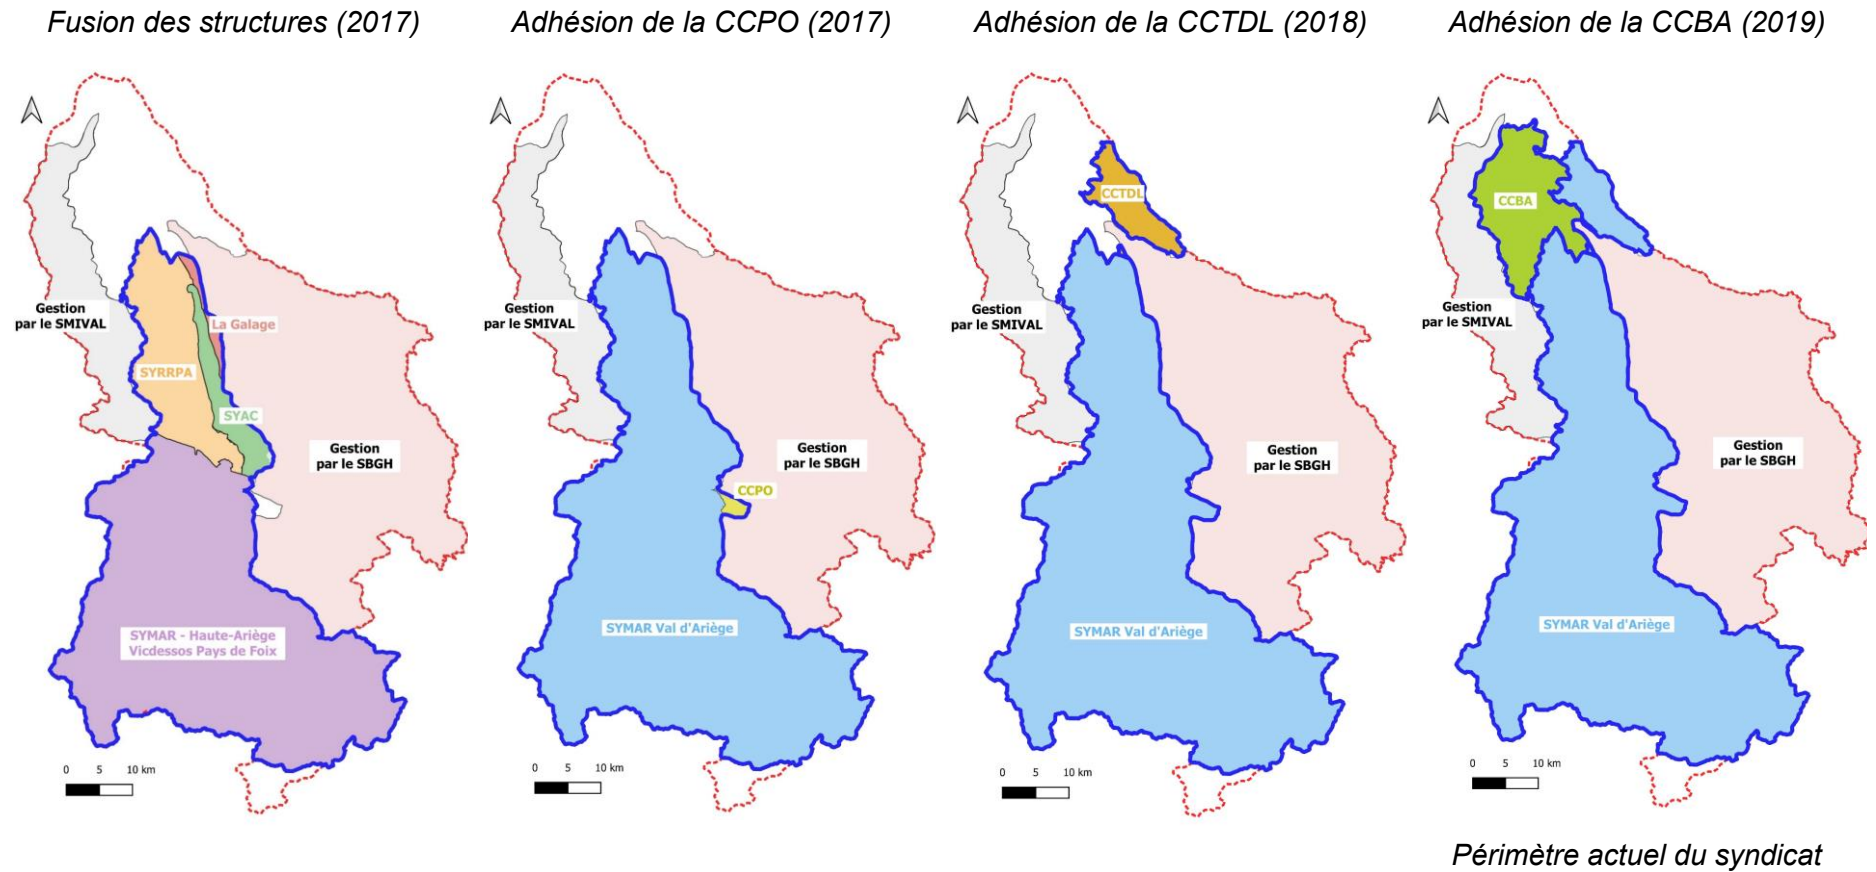 Fusion des structures (2017)
Adhésion de la CCPO (2017)
Adhésion de la CCTDL (2018)
Adhésion de la CCBA (2019)
Gestion
par le SMIVAL
La Galage
SYRRPA
SYAC
Gestion
par le SBGH
SYMAR - Haute-Ariège
Vicdessos Pays de Foix
0 5 10 km
Gestion
par le SMIVAL
Gestion
par le SBGH
CCPO
SYMAR Val d'Ariège
0 5 10 km
CCTDL
Gestion
par le SMIVAL
Gestion
par le SBGH
SYMAR Val d'Ariège
0 5 10 km
CCBA
Gestion
par le SMIVAL
Gestion
par le SBGH
SYMAR Val d'Ariège
0 5 10 km
Périmètre actuel du syndicat